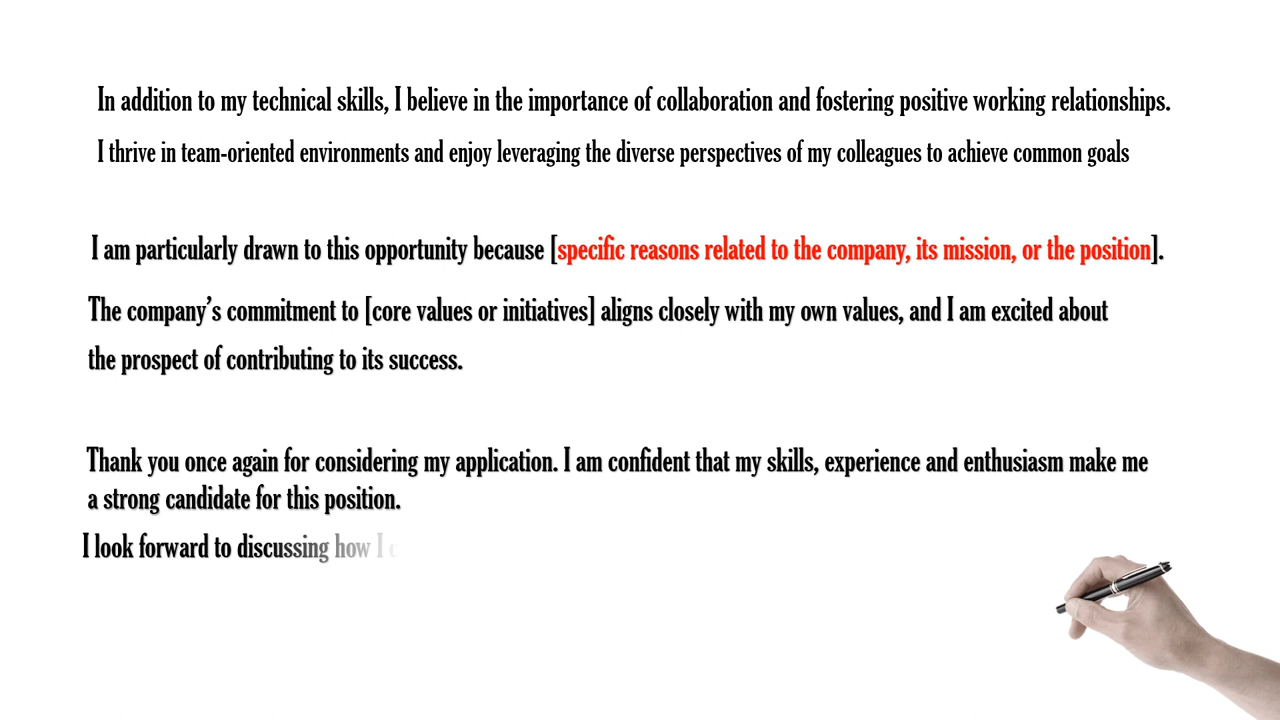 In addition to my technical skills, I believe in the importance of collaboration and fostering positive working relationships.
I thrive in team-oriented environments and enjoy leveraging the diverse perspectives of my colleagues to achieve common goals
I am particularly drawn to this opportunity because [specific reasons related to the company, its mission, or the position].
The company’s commitment to [core values or initiatives] aligns closely with my own values, and I am excited about
the prospect of contributing to its success.
Thank you once again for considering my application. I am confident that my skills, experience and enthusiasm make me
a strong candidate for this position.
I look forward to discussing how I